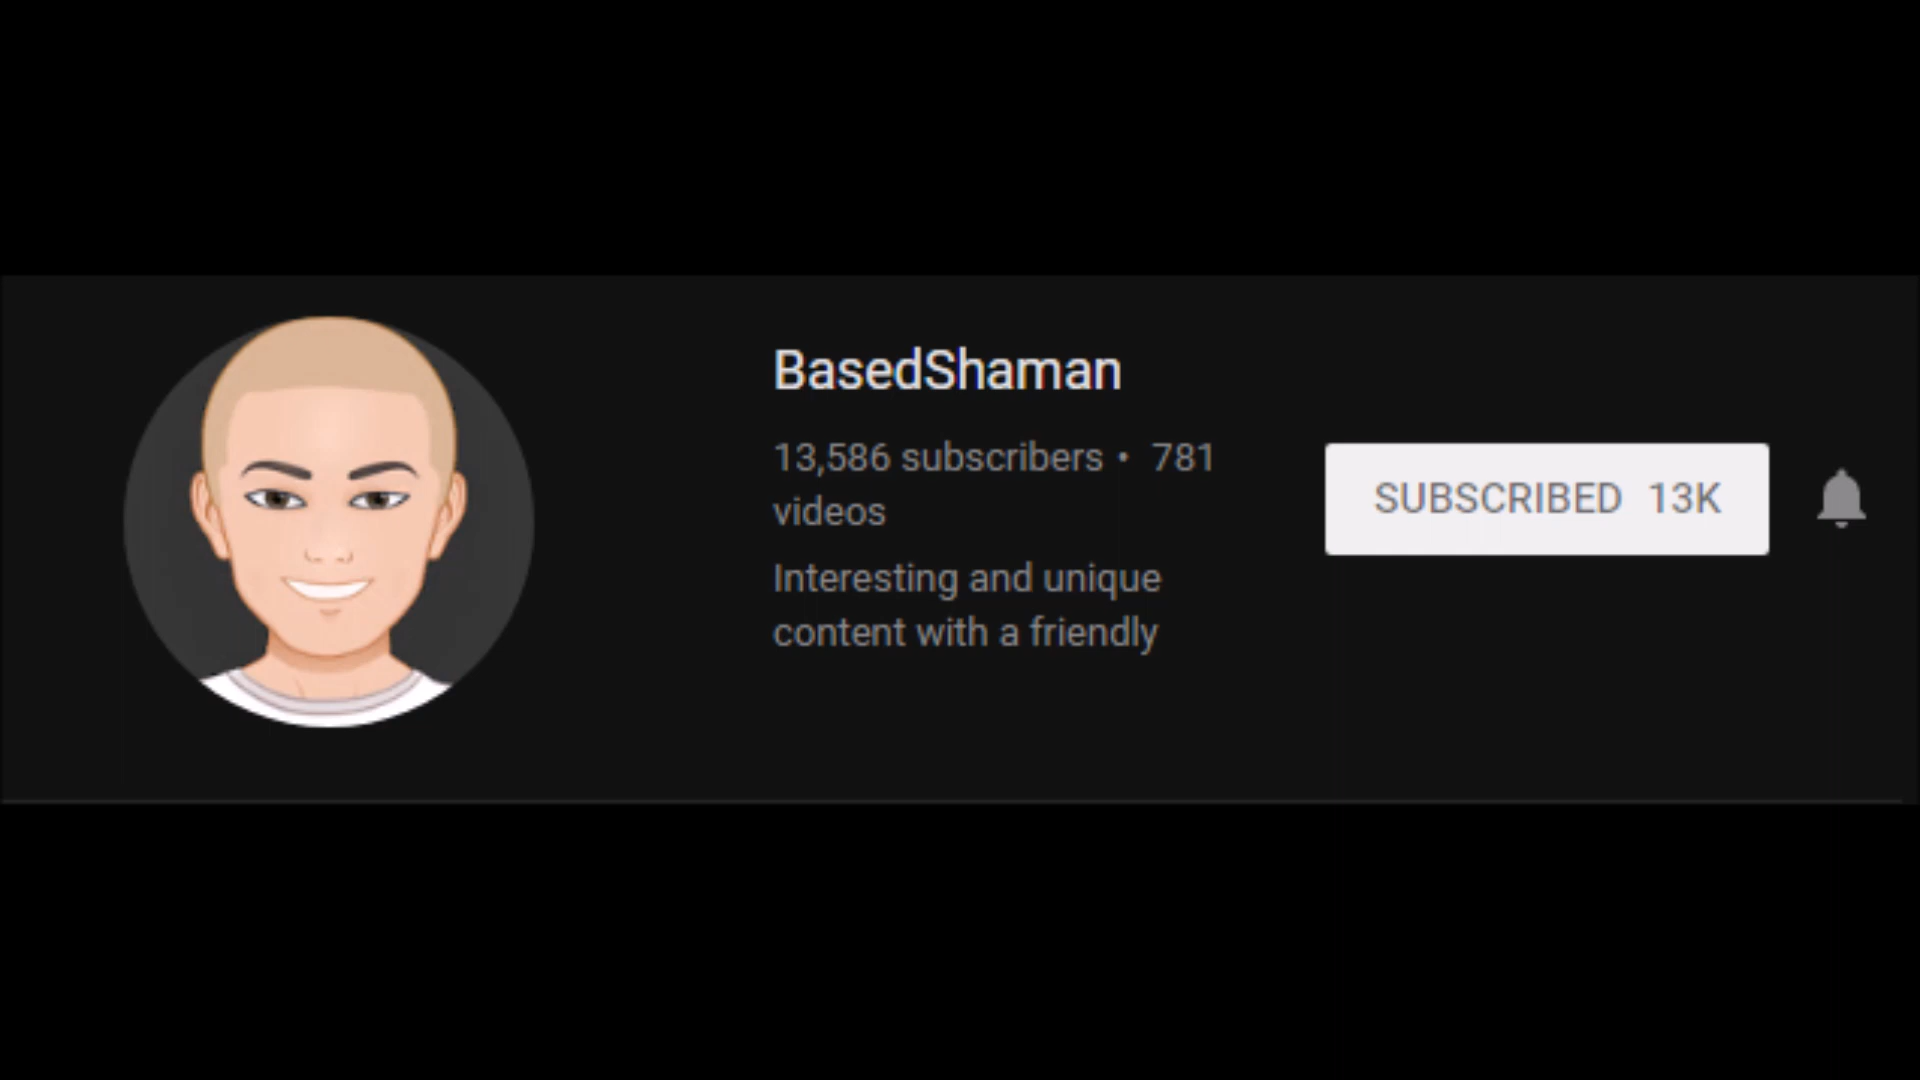 BasedShaman
13,586 subscribers • 781
videos
Interesting and unique
content with a friendly
SUBSCRIBED 13K